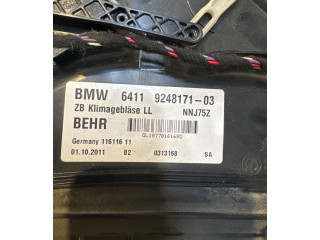 BMW 6411 9248171-03
ZB Klimagebläse LL NNJ75Z
BEHR
Germany 116116 11
01.10.2011 B2 0313168 SA